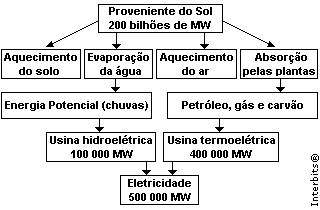 Proveniente do Sol
200 bilhões de MW
Aquecimento
do solo
Evaporação
da água
Aquecimento
do ar
Absorção
pelas plantas
Energia Potencial (chuvas)
Petróleo, gás e carvão
Usina hidroelétrica
100 000 MW
Usina termoelétrica
400 000 MW
Eletricidade
500 000 MW
Interbits®